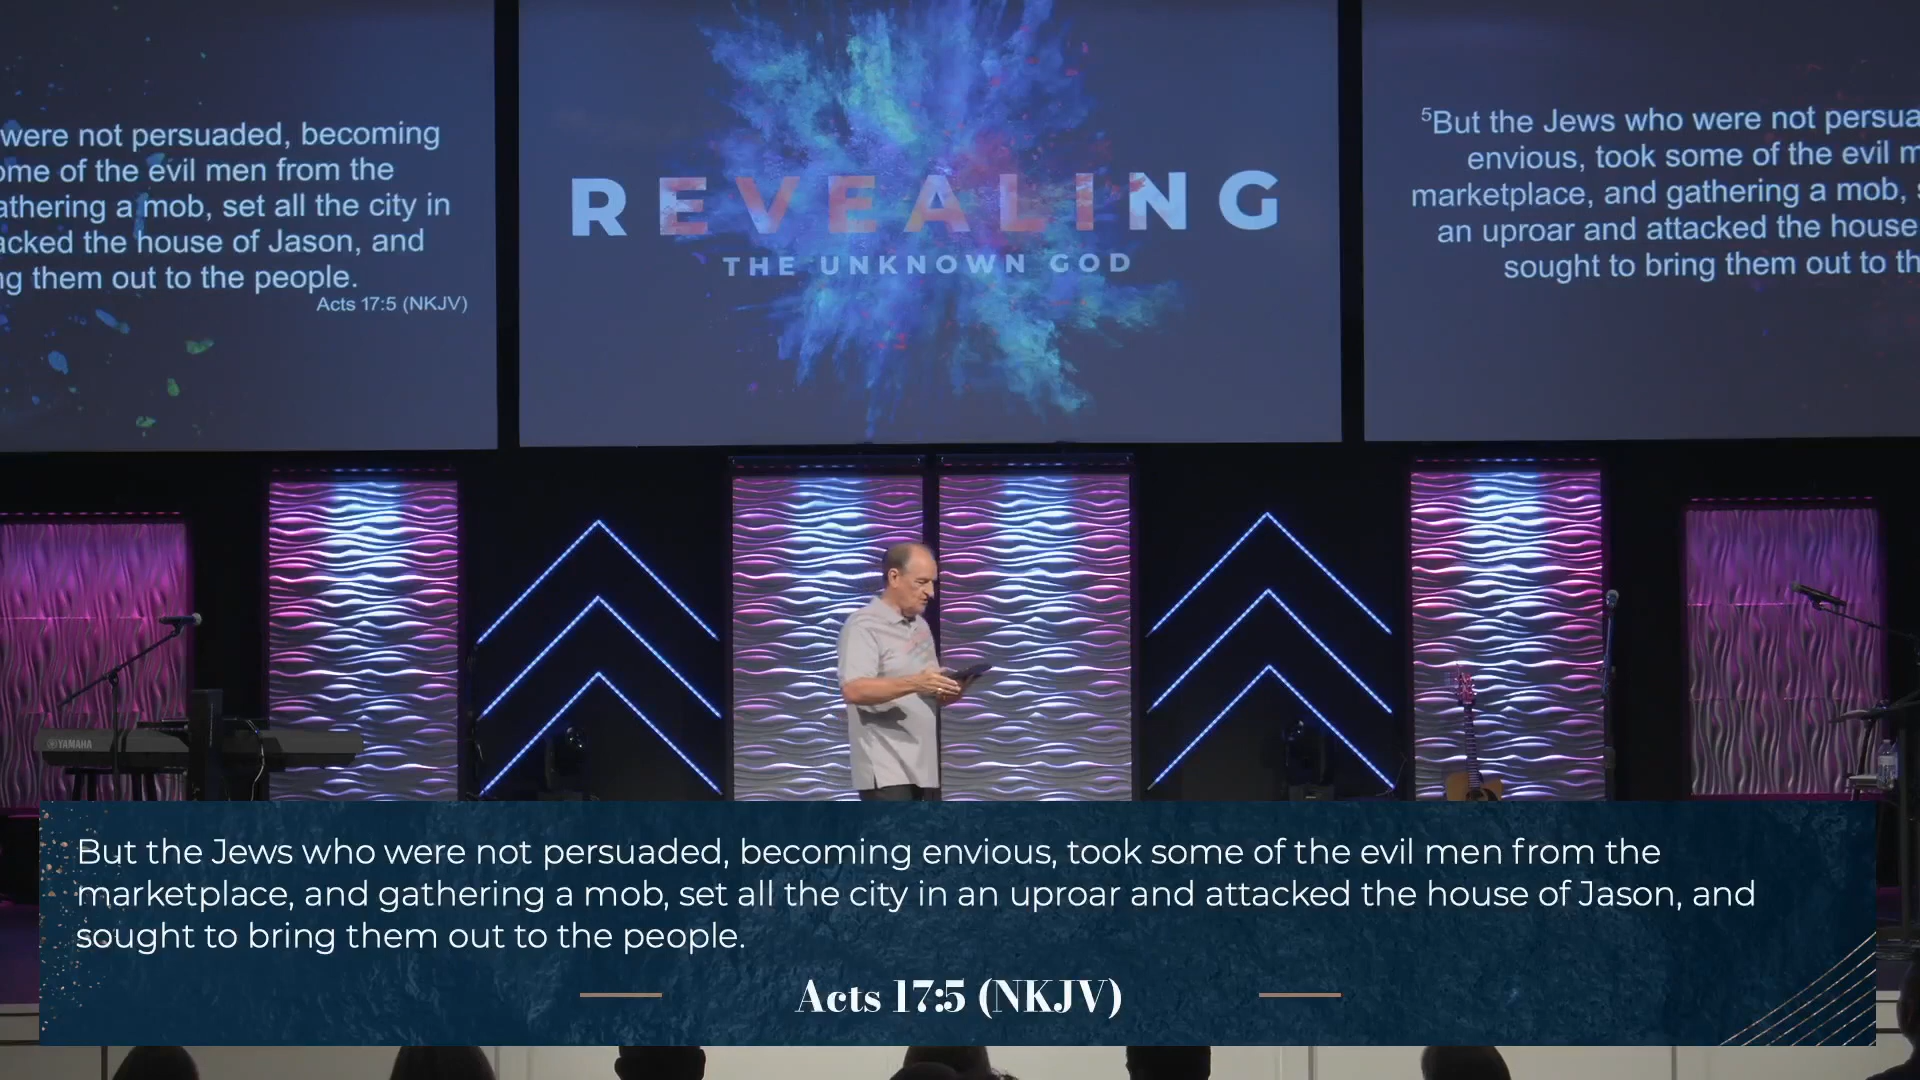 were not persuaded, becoming
of the evil men from the
a mob, set all the city in
the house of Jason, and
them out to the people.
Acts 17:5 (NKJV)
REVEALING
THE UNKNOWN GOD
5But the Jews who were not
envious, took some of the evil
marketplace, and gathering a mob,
an uproar and attacked the house
sought to bring them out to
YAMAHA
But the Jews who were not persuaded, becoming envious, took some of the evil men from the
marketplace, and gathering a mob, set all the city in an uproar and attacked the house of Jason, and
sought to bring them out to the people.
Acts 17:5 (NKJV)